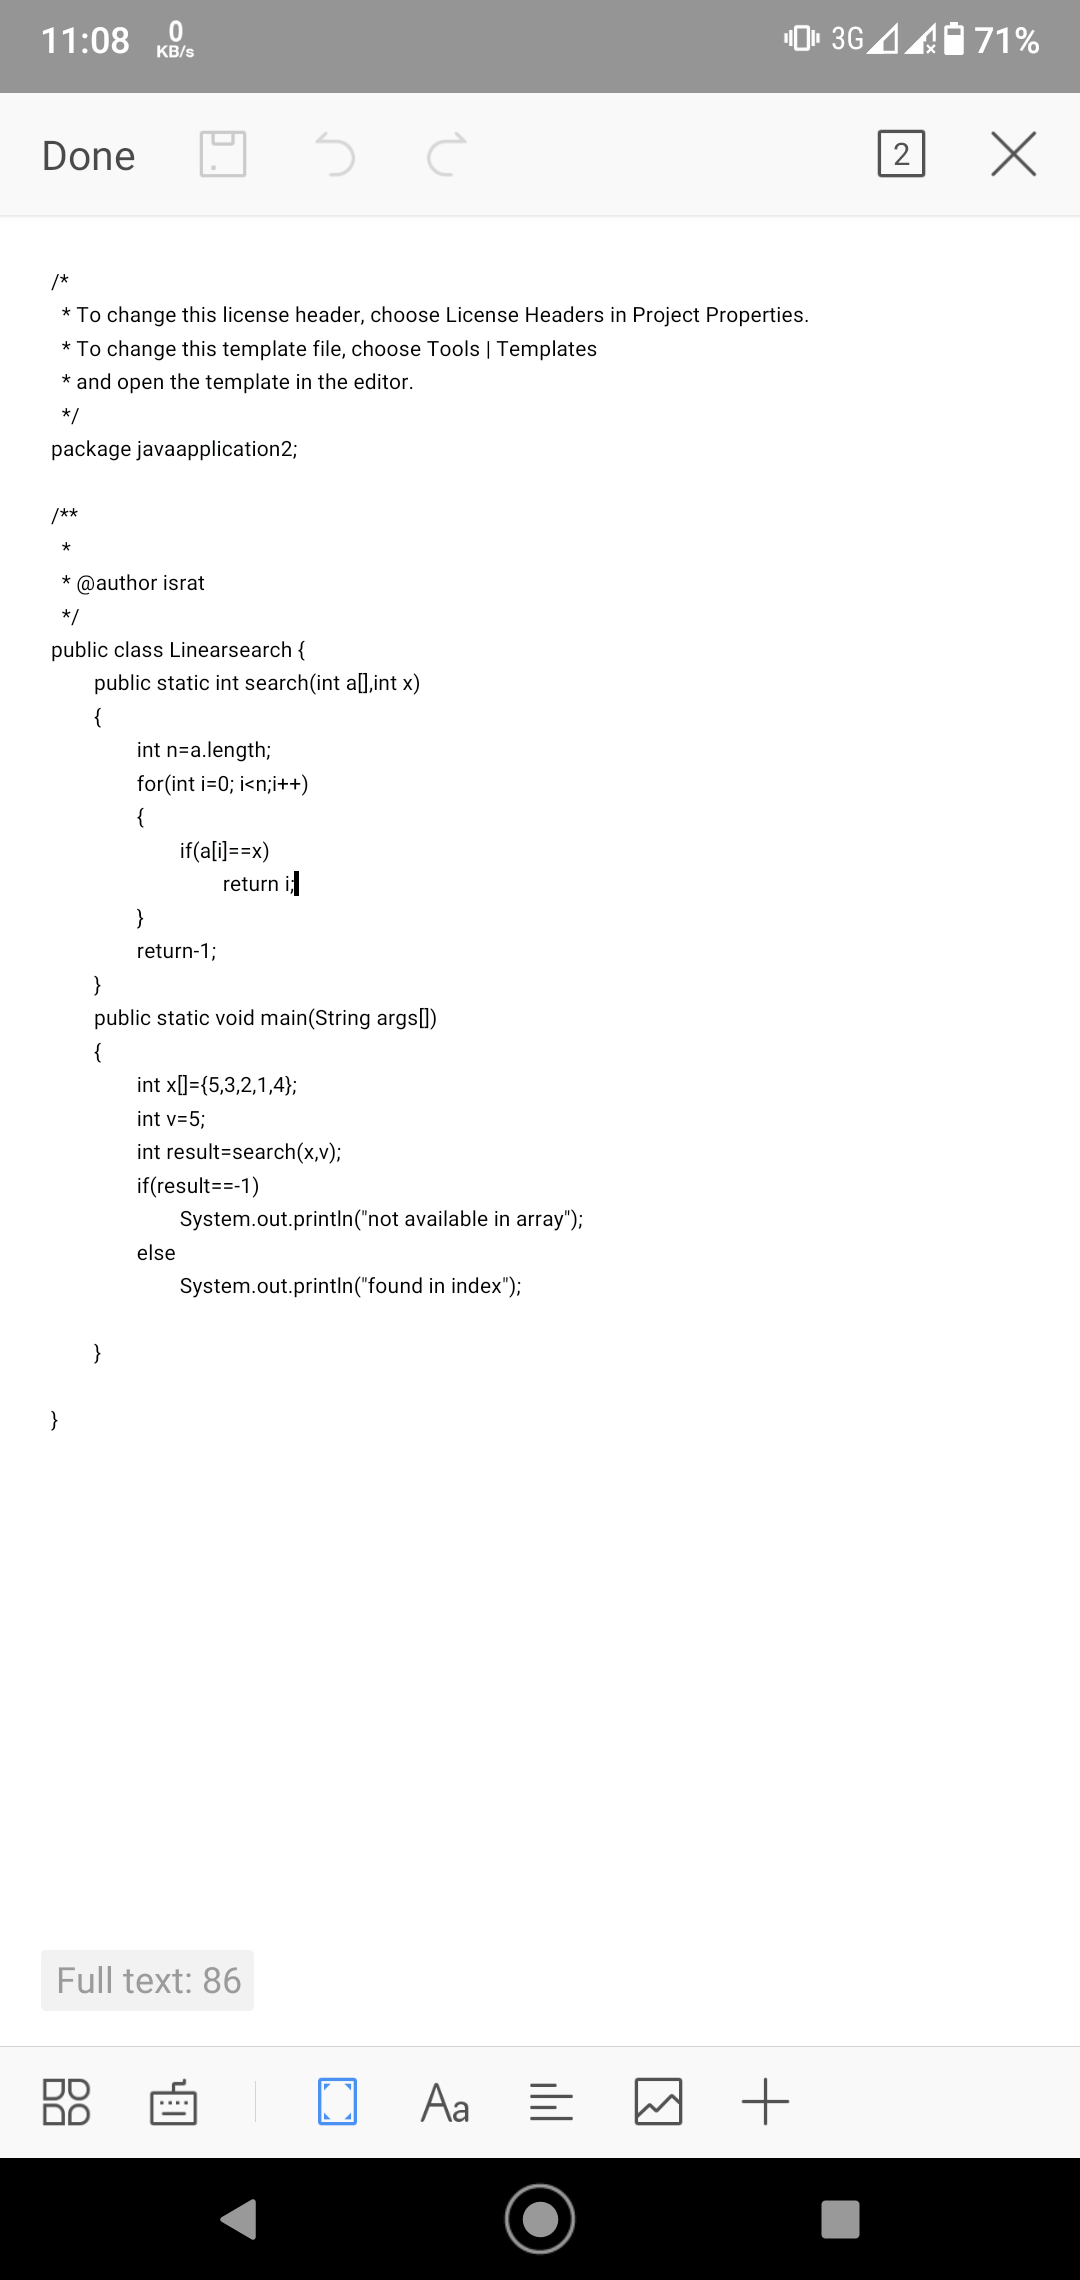 11:08 0 KB/s 3G 71%
Done 2
/*
* To change this license header, choose License Headers in Project Properties.
* To change this template file, choose Tools | Templates
* and open the template in the editor.
*/
package javaapplication2;
/**
*
* @author israt
*/
public class Linearsearch {
public static int search(int a[],int x)
{
int n=a.length;
for(int i=0; i<n;i++)
{
if(a[i]==x)
return i;
}
return-1;
}
public static void main(String args[])
{
int x[]={5,3,2,1,4};
int v=5;
int result=search(x,v);
if(result==-1)
System.out.println("not available in array");
else
System.out.println("found in index");
}
}
Full text: 86
Aa